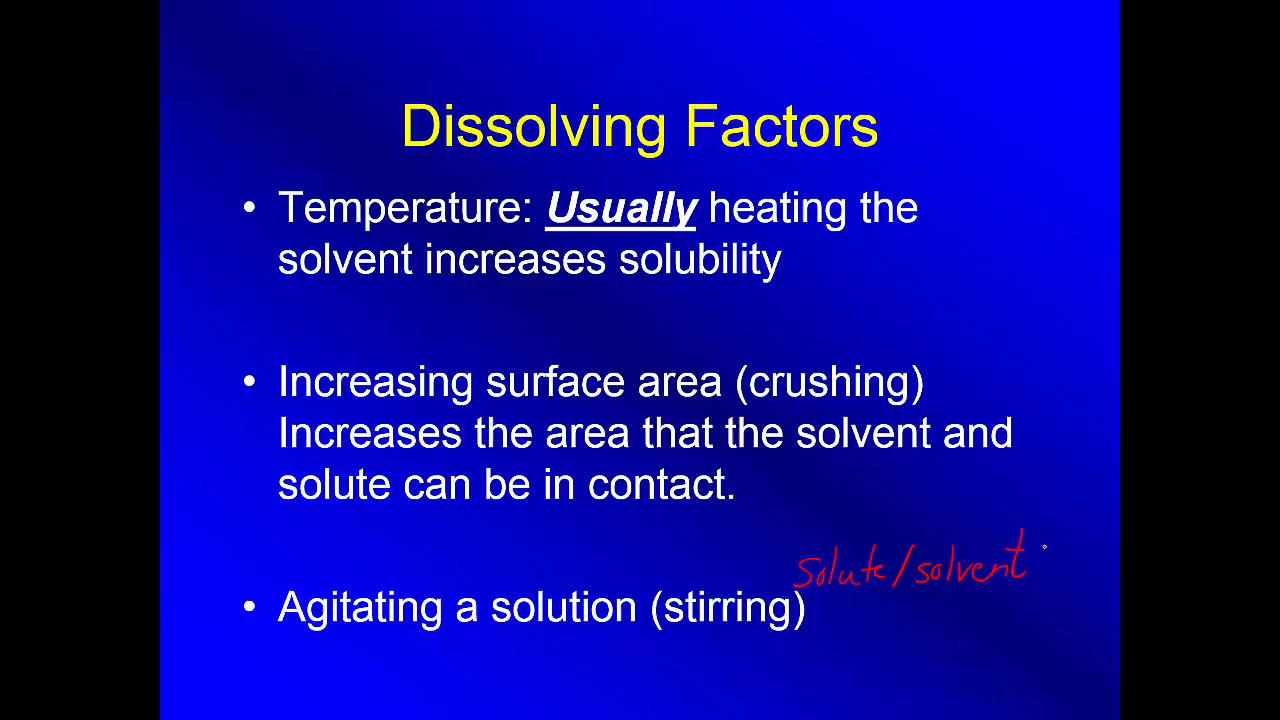 Dissolving Factors
• Temperature: Usually heating the
solvent increases solubility
• Increasing surface area (crushing)
Increases the area that the solvent and
solute can be in contact.
solute/solvent
• Agitating a solution (stirring)